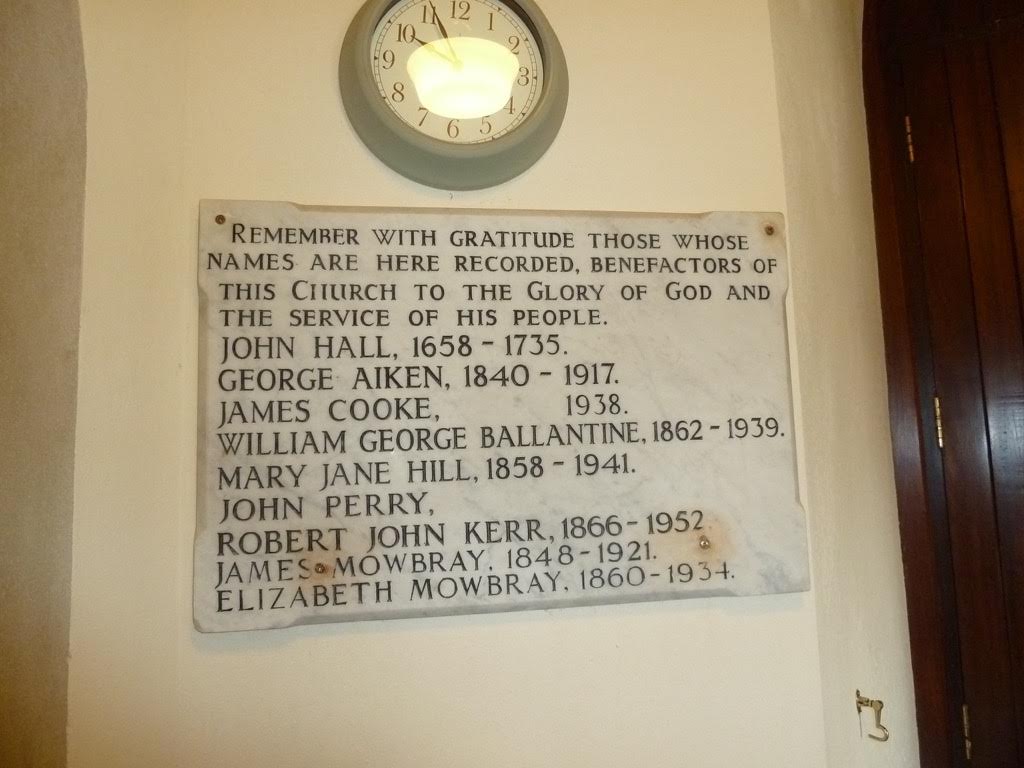 12
11 1
10 2
9 3
8 4
7 5
6
REMEMBER WITH GRATITUDE THOSE WHOSE
NAMES ARE HERE RECORDED, BENEFACTORS OF
THIS CHURCH TO THE GLORY OF GOD AND
THE SERVICE OF HIS PEOPLE.
JOHN HALL, 1658 - 1735.
GEORGE AIKEN, 1840 - 1917.
JAMES COOKE, 1938.
WILLIAM GEORGE BALLANTINE, 1862 - 1939.
MARY JANE HILL, 1858 - 1941.
JOHN PERRY,
ROBERT JOHN KERR, 1866 - 1952
JAMES MOWBRAY, 1848 - 1921.
ELIZABETH MOWBRAY, 1860 - 1934.